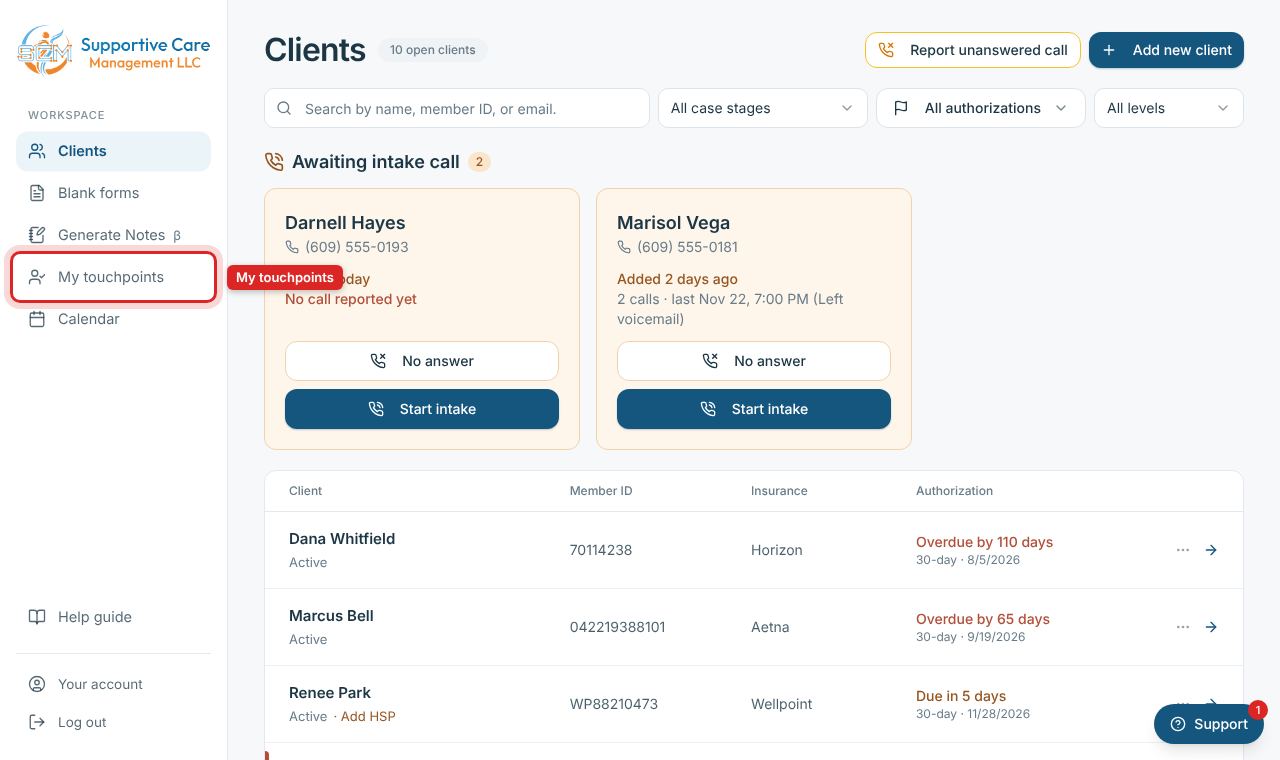 SCM
Supportive Care
Management LLC
WORKSPACE
Clients
Blank forms
Generate Notes β
My touchpoints
Calendar
Help guide
Your account
Log out
My touchpoints
Clients
10 open clients
Report unanswered call
Add new client
Search by name, member ID, or email.
All case stages
All authorizations
All levels
Awaiting intake call
2
Darnell Hayes
(609) 555-0193
oday
No call reported yet
No answer
Start intake
Marisol Vega
(609) 555-0181
Added 2 days ago
2 calls · last Nov 22, 7:00 PM (Left
voicemail)
No answer
Start intake
Client Member ID Insurance Authorization
Dana Whitfield
Active
70114238
Horizon
Overdue by 110 days
30-day · 8/5/2026
Marcus Bell
Active
042219388101
Aetna
Overdue by 65 days
30-day · 9/19/2026
Renee Park
Active · Add HSP
WP88210473
Wellpoint
Due in 5 days
30-day · 11/28/2026
Support
1